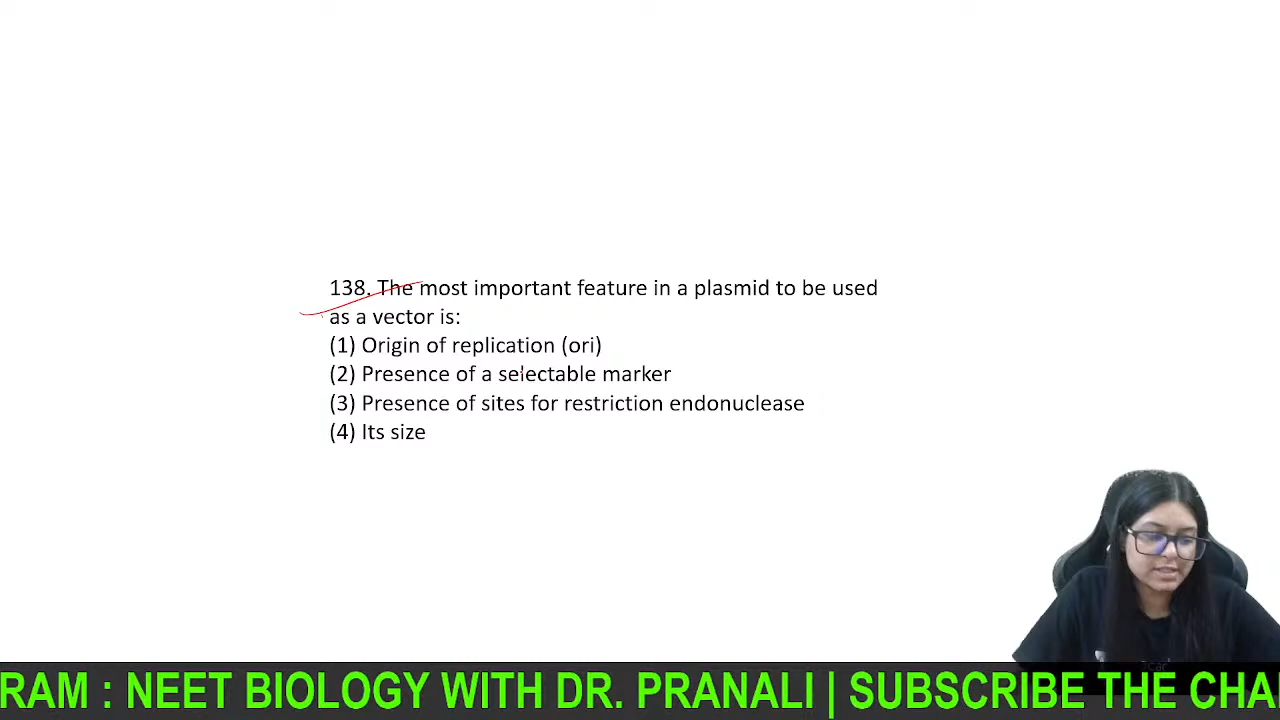 138. The most important feature in a plasmid to be used
as a vector is:
(1) Origin of replication (ori)
(2) Presence of a selectable marker
(3) Presence of sites for restriction endonuclease
(4) Its size
RAM : NEET BIOLOGY WITH DR. PRANALI | SUBSCRIBE THE CHA